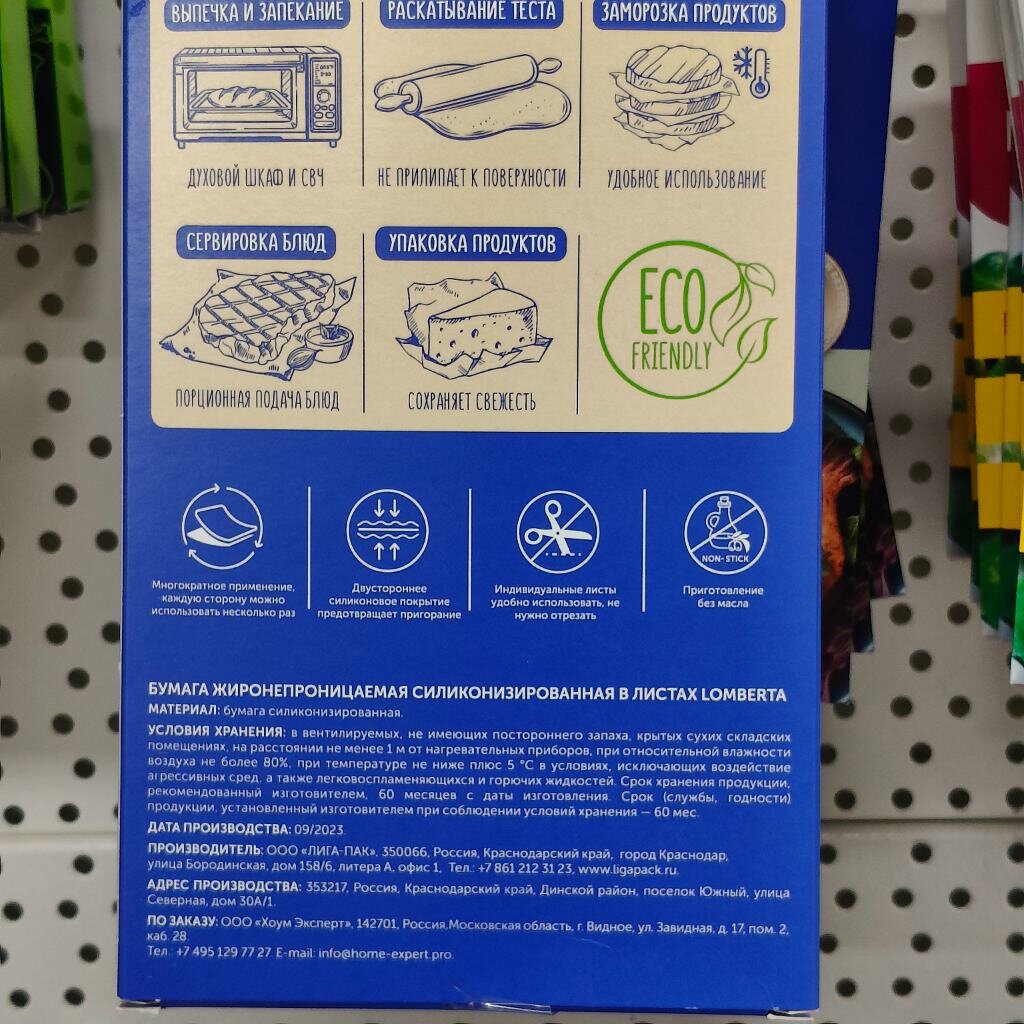 ВЫПЕЧКА И ЗАПЕКАНИЕ
РАСКАТЫВАНИЕ ТЕСТА
ЗАМОРОЗКА ПРОДУКТОВ
ДУХОВОЙ ШКАФ И СВЧ
НЕ ПРИЛИПАЕТ К ПОВЕРХНОСТИ
УДОБНОЕ ИСПОЛЬЗОВАНИЕ
СЕРВИРОВКА БЛЮД
УПАКОВКА ПРОДУКТОВ
ECO
FRIENDLY
ПОРЦИОННАЯ ПОДАЧА БЛЮД
СОХРАНЯЕТ СВЕЖЕСТЬ
NON-STICK
Многократное применение,
каждую сторону можно
использовать несколько раз
Двустороннее
силиконовое покрытие
предотвращает пригорание
Индивидуальные листы
удобно использовать, не
нужно отрезать
Приготовление
без масла
БУМАГА ЖИРОНЕПРОНИЦАЕМАЯ СИЛИКОНИЗИРОВАННАЯ В ЛИСТАХ LOMBERTA
МАТЕРИАЛ: бумага силиконизированная.
УСЛОВИЯ ХРАНЕНИЯ: в вентилируемых, не имеющих постороннего запаха, крытых сухих складских
помещениях, на расстоянии не менее 1 м от нагревательных приборов, при относительной влажности
воздуха не более 80%, при температуре не ниже плюс 5 °С в условиях, исключающих воздействие
агрессивных сред, а также легковоспламеняющихся и горючих жидкостей. Срок хранения продукции,
рекомендованный изготовителем, 60 месяцев с даты изготовления. Срок (службы, годности)
продукции, установленный изготовителем при соблюдении условий хранения — 60 мес.
ДАТА ПРОИЗВОДСТВА: 09/2023.
ПРОИЗВОДИТЕЛЬ: ООО «ЛИГА-ПАК», 350066, Россия, Краснодарский край, город Краснодар,
улица Бородинская, дом 158/6, литера А, офис 1, Тел.: +7 861 212 31 23, www.ligapack.ru.
АДРЕС ПРОИЗВОДСТВА: 353217, Россия, Краснодарский край, Динской район, поселок Южный, улица
Северная, дом 30А/1.
ПО ЗАКАЗУ: ООО «Хоум Эксперт», 142701, Россия,Московская область, г. Видное, ул. Завидная, д. 17, пом. 2,
каб. 28.
Тел.: +7 495 129 77 27 E-mail: info@home-expert.pro.